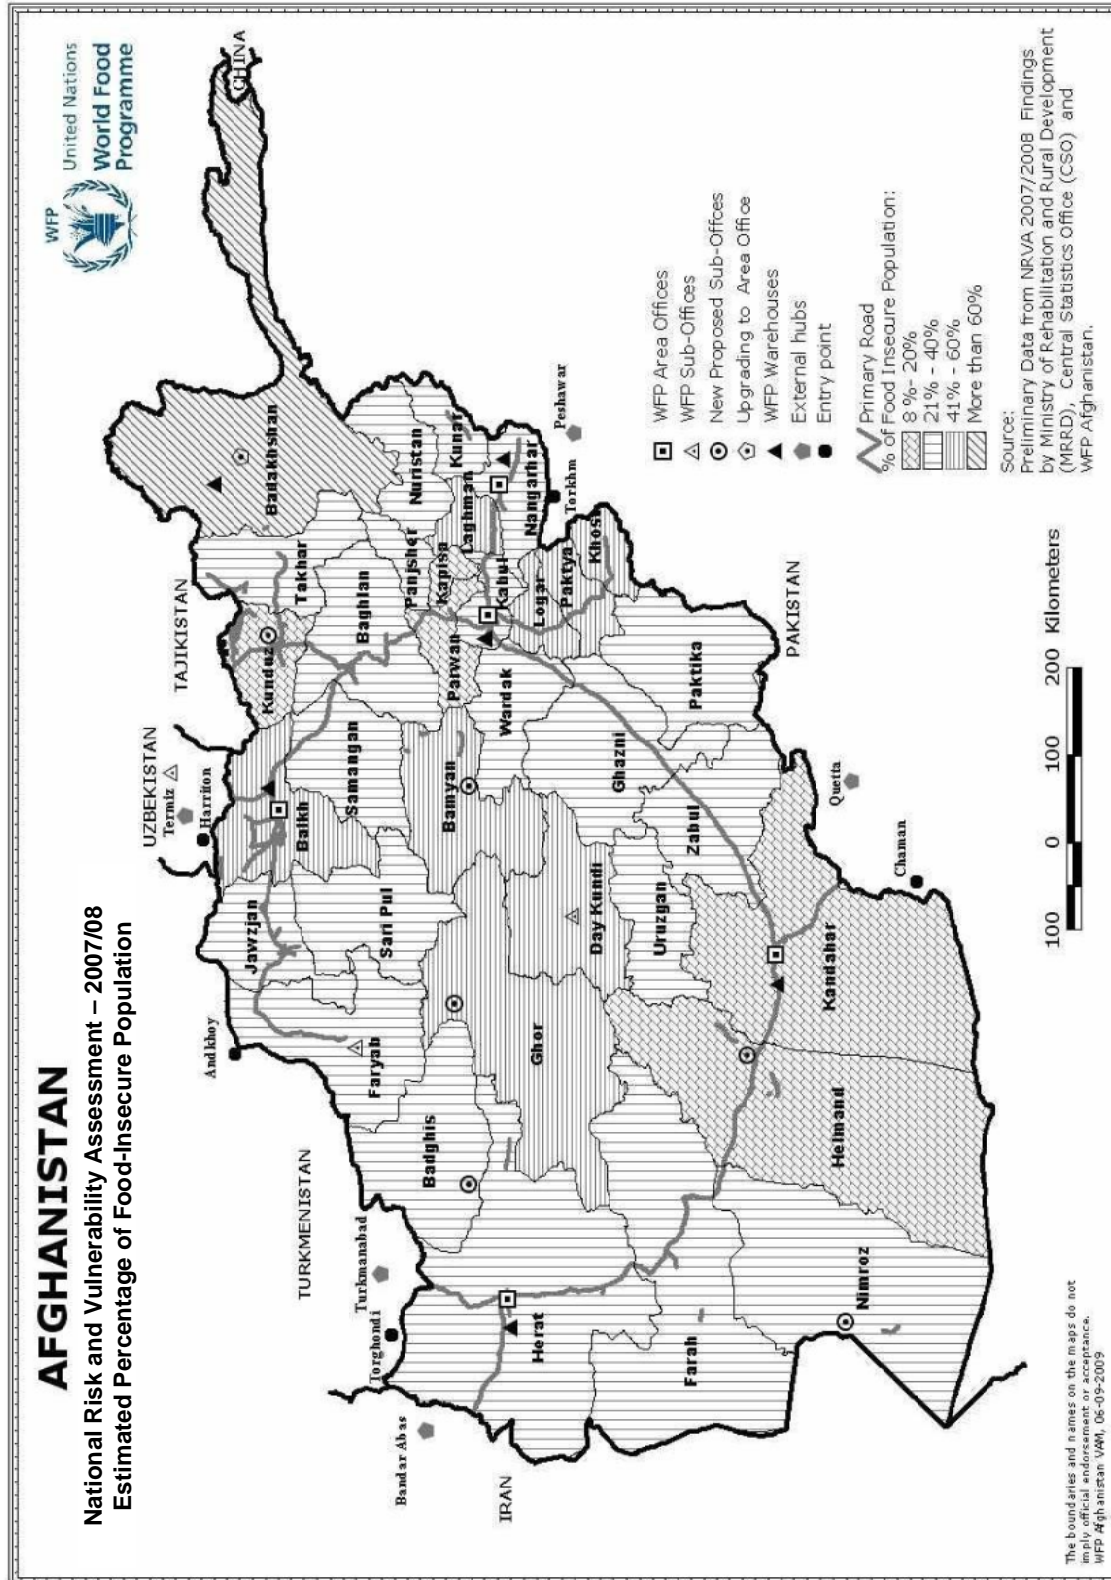 AFGHANISTAN
National Risk and Vulnerability Assessment – 2007/08
Estimated Percentage of Food-Insecure Population
WFP
United Nations
World Food
Programme
CHINA
TAJIKISTAN
UZBEKISTAN
Termiz
Harriton
TURKMENISTAN
Andkhoy
Turkmanabad
Torghondi
Bandar Abas
IRAN
PAKISTAN
Peshawar
Torkhm
Quetta
Chaman
Badakhshan
Takhar
Kunduz
Baghlan
Balkh
Samangan
Jawzjan
Sari Pul
Faryab
Badghis
Herat
Ghor
Bamyan
Day Kundi
Parwan
Panjsher
Kapisa
Nuristan
Kunar
Laghman
Nangarhar
Kabul
Logar
Paktya
Khost
Wardak
Ghazni
Paktika
Zabul
Uruzgan
Kandahar
Helmand
Farah
Nimroz
WFP Area Offices
WFP Sub-Offices
New Proposed Sub-Offces
Upgrading to Area Office
WFP Warehouses
External hubs
Entry point
Primary Road
% of Food Insecure Population:
8 %- 20%
21% - 40%
41% - 60%
More than 60%
Source:
Preliminary Data from NRVA 2007/2008 Findings
by Ministry of Rehabilitation and Rural Development
(MRRD), Central Statistics Office (CSO) and
WFP Afghanistan.
100 0 100 200 Kilometers
The boundaries and names on the maps do not
imply official endorsement or acceptance.
WFP Afghanistan VAM, 06-09-2009